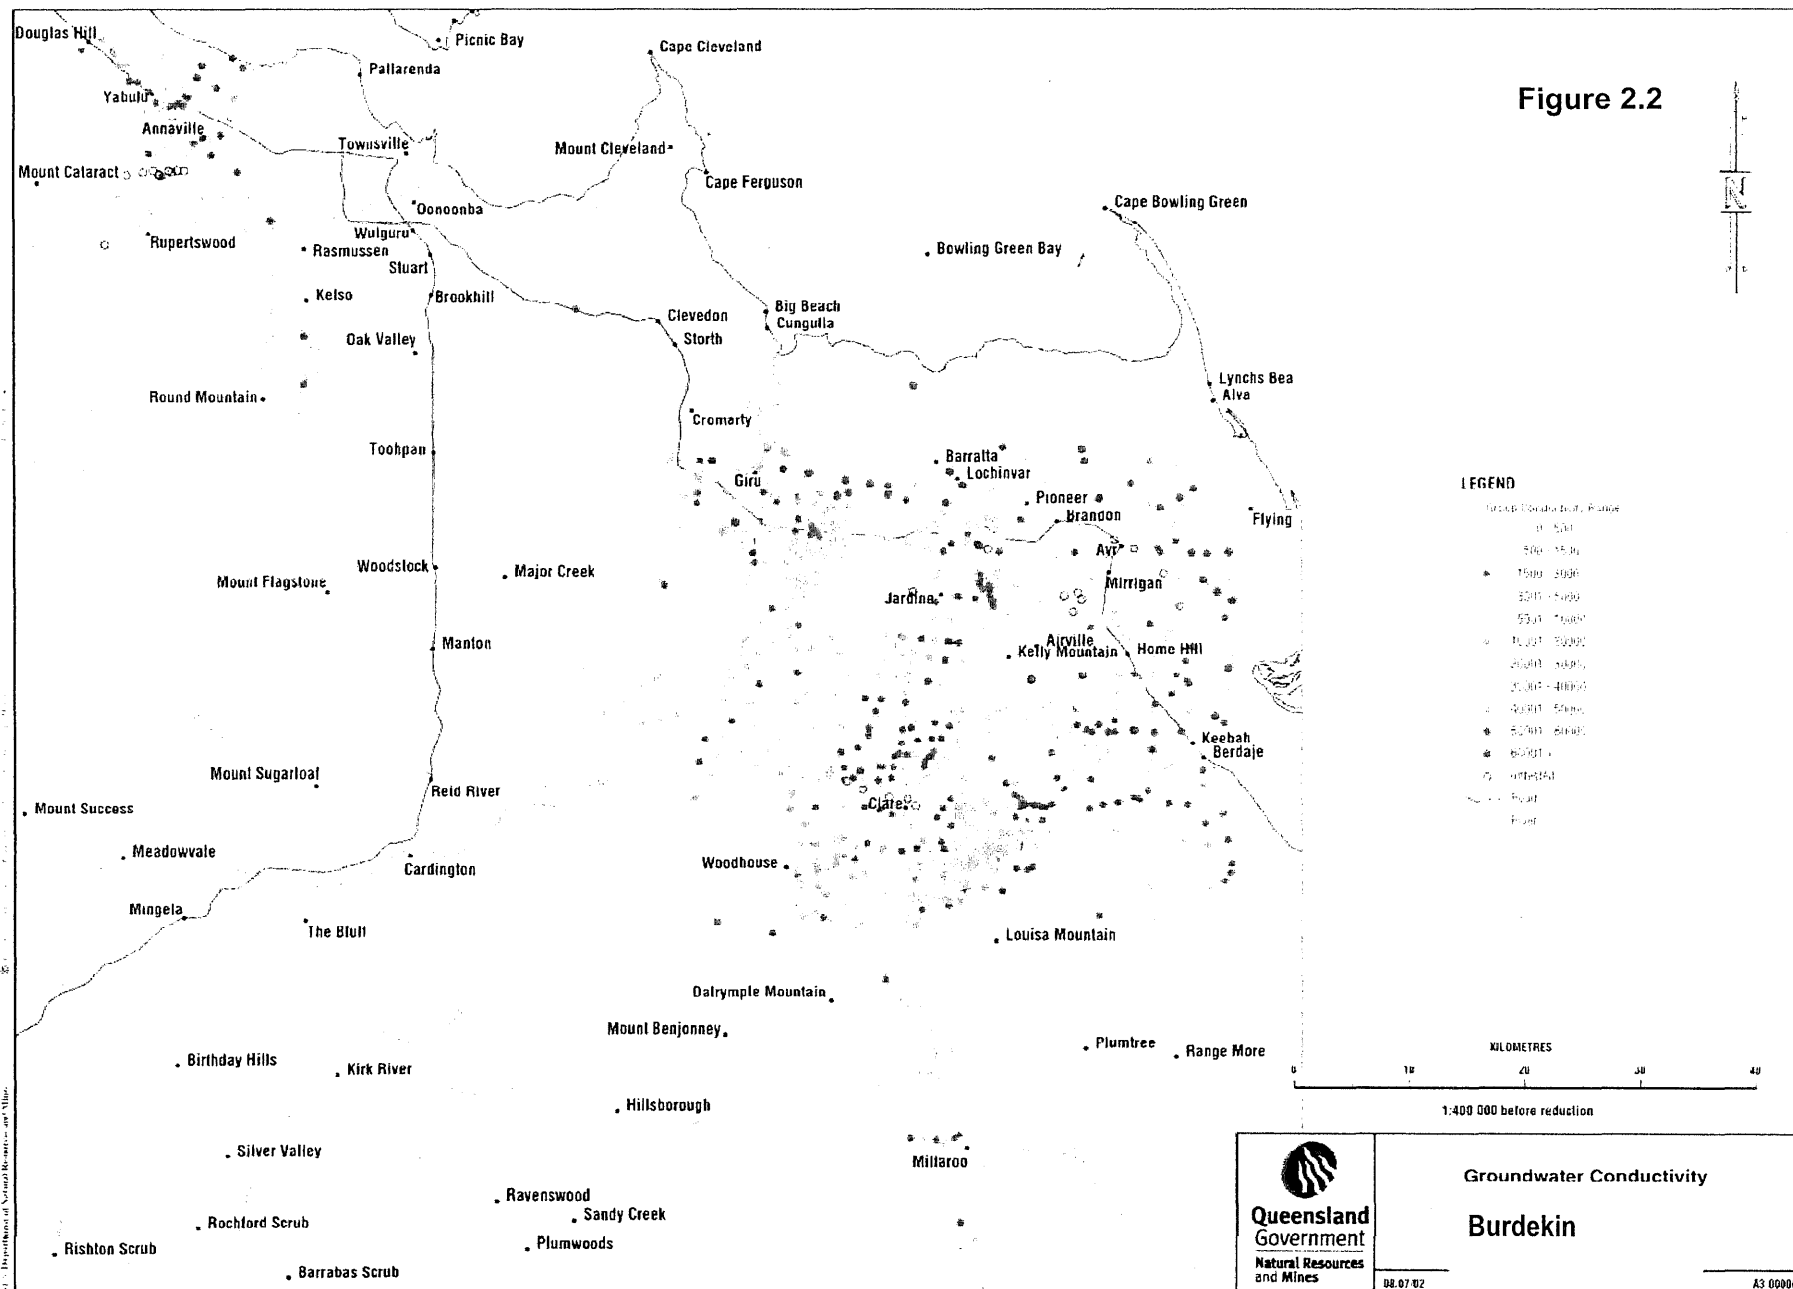 Douglas Hill
Picnic Bay
Cape Cleveland
Pallarenda
Figure 2.2
Yabulu
Annaville
Townsville
Mount Cleveland
Mount Cataract
Cape Ferguson
N
Oonoonba
Cape Bowling Green
Wulguru
Rupertswood
Rasmussen
Bowling Green Bay
Stuart
Kelso
Brookhill
Big Beach
Clevedon
Cungulla
Oak Valley
Storth
Lynchs Bea
Alva
Round Mountain
Cromarty
Toohpan
Barratta
Lochinvar
Giru
LEGEND
Pioneer
Brandon
Flying
Ayr
Woodstock
Major Creek
1500 - 3000
Mount Flagstone
Mirrigan
Jardine
Airville
Manton
Kelly Mountain
Home Hill
Keebah
Berdaje
Mount Sugarloaf
Reid River
Clare
Mount Success
Road
River
Meadowvale
Woodhouse
Cardington
Mingela
The Bluff
Louisa Mountain
Dalrymple Mountain
Mount Benjonney
Plumtree
Range More
KILOMETRES
Birthday Hills
Kirk River
0 10 20 30 40
Hillsborough
1:400 000 before reduction
Silver Valley
Millaroo
Groundwater Conductivity
Ravenswood
Sandy Creek
Queensland
Government
Burdekin
Rochford Scrub
Plumwoods
Rishton Scrub
Natural Resources
and Mines
Barrabas Scrub
08.07/02
A3 0000